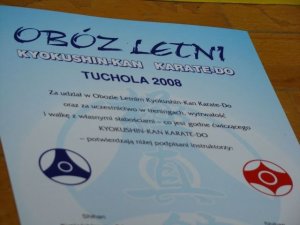 OBÓZ LETNI
KYOKUSHIN-KAN KARATE-DO
TUCHOLA 2008
Za udział w Obozie Letnim Kyokushin-Kan Karate-Do
oraz za uczestnictwo w treningach, wytrwałość
i walkę z własnymi słabościami – co jest godne ćwiczącego
KYOKUSHIN-KAN KARATE-DO
– potwierdzają niżej podpisani instruktorzy:
Shihan